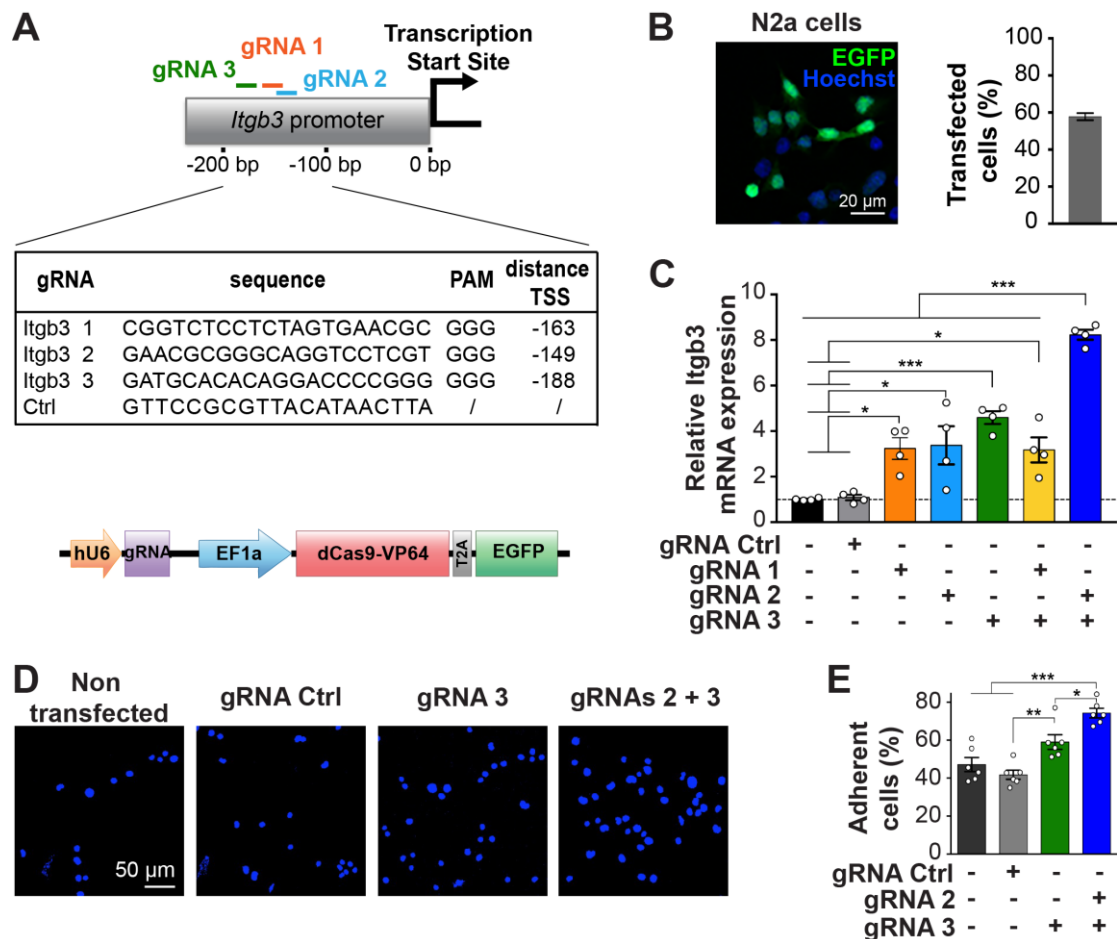 A
gRNA 1
gRNA 3
gRNA 2
Transcription
Start Site
Itgb3 promoter
-200 bp
-100 bp
0 bp
gRNA sequence PAM distance TSS
Itgb3 1 CGGTCTCCTCTAGTGAACGC GGG -163
Itgb3 2 GAACGCGGGCAGGTCCTCGT GGG -149
Itgb3 3 GATGCACACAGGACCCCGGG GGG -188
Ctrl GTTCCGCGTTACATAACTTA / /
hU6 gRNA EF1a dCas9-VP64 T2A EGFP
B
N2a cells
EGFP
Hoechst
20 µm
Transfected
cells (%)
100
80
60
40
20
0
C
Relative Itgb3
mRNA expression
10
8
6
4
2
0
***
*
***
*
*
gRNA Ctrl - + - - - - -
gRNA 1 - - + - - + -
gRNA 2 - - - + - - +
gRNA 3 - - - - + + +
D
Non
transfected
gRNA Ctrl
gRNA 3
gRNAs 2 + 3
50 µm
E
Adherent
cells (%)
80
60
40
20
0
***
*
**
gRNA Ctrl - + - -
gRNA 2 - - - +
gRNA 3 - - + +